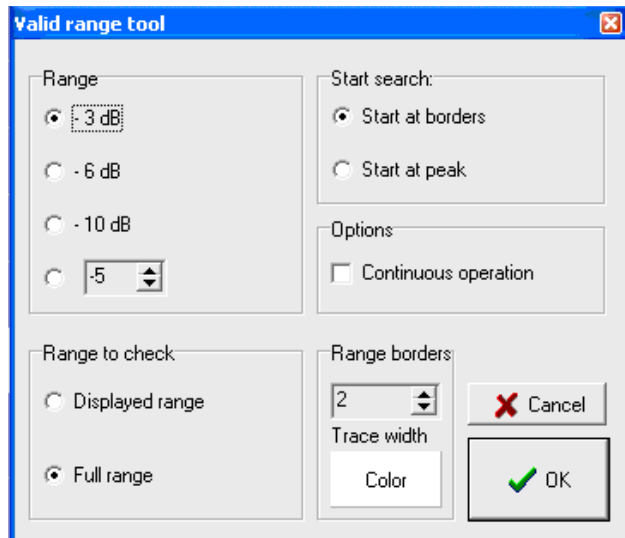 Valid range tool
Range
- 3 dB
- 6 dB
- 10 dB
-5
Start search:
Start at borders
Start at peak
Options
Continuous operation
Range to check
Displayed range
Full range
Range borders
2
Trace width
Color
Cancel
OK